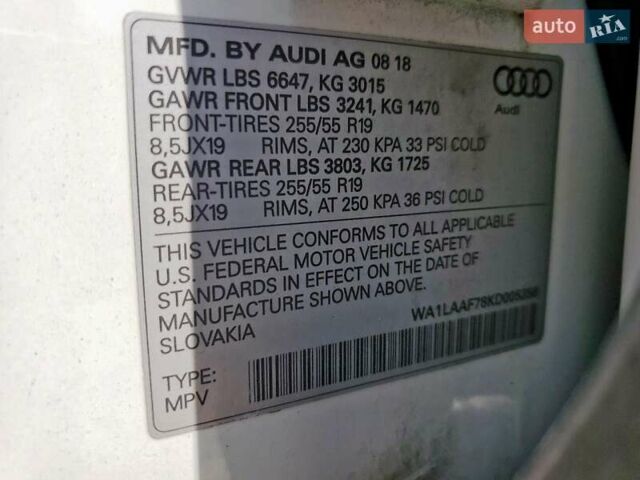 auto RIA.com
MFD. BY AUDI AG 08 18
GVWR LBS 6647, KG 3015
GAWR FRONT LBS 3241, KG 1470
FRONT-TIRES 255/55 R19
8,5JX19 RIMS, AT 230 KPA 33 PSI COLD
GAWR REAR LBS 3803, KG 1725
REAR-TIRES 255/55 R19
8,5JX19 RIMS, AT 250 KPA 36 PSI COLD
Audi
THIS VEHICLE CONFORMS TO ALL APPLICABLE
U.S. FEDERAL MOTOR VEHICLE SAFETY
STANDARDS IN EFFECT ON THE DATE OF
MANUFACTURE SHOWN ABOVE.
SLOVAKIA
TYPE:
MPV